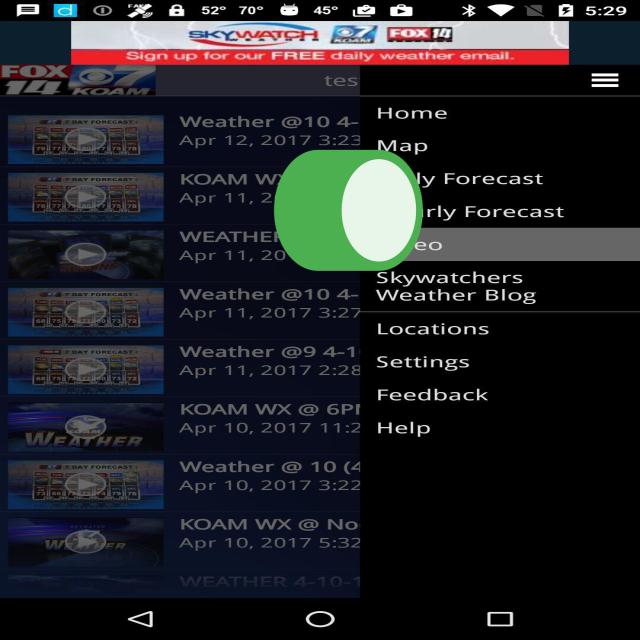 52° 70° 45° 5:29
SKYWATCH
7 KOAM FOX 14
Sign up for our FREE daily weather email.
FOX 14 7 KOAM
tes
Home
Weather @10 4-
Apr 12, 2017 3:23
Map
KOAM W
ly Forecast
Apr 11, 2
rly Forecast
WEATHER
Apr 11, 20
eo
Skywatchers
Weather Blog
Weather @10 4-
Apr 11, 2017 3:27
Locations
Weather @9 4-1
Apr 11, 2017 2:28
Settings
Feedback
KOAM WX @ 6P
Apr 10, 2017 11:2
Help
WEATHER
Weather @ 10 (4
Apr 10, 2017 3:22
KOAM WX @ No
Apr 10, 2017 5:32
WEATHER 4-10-1